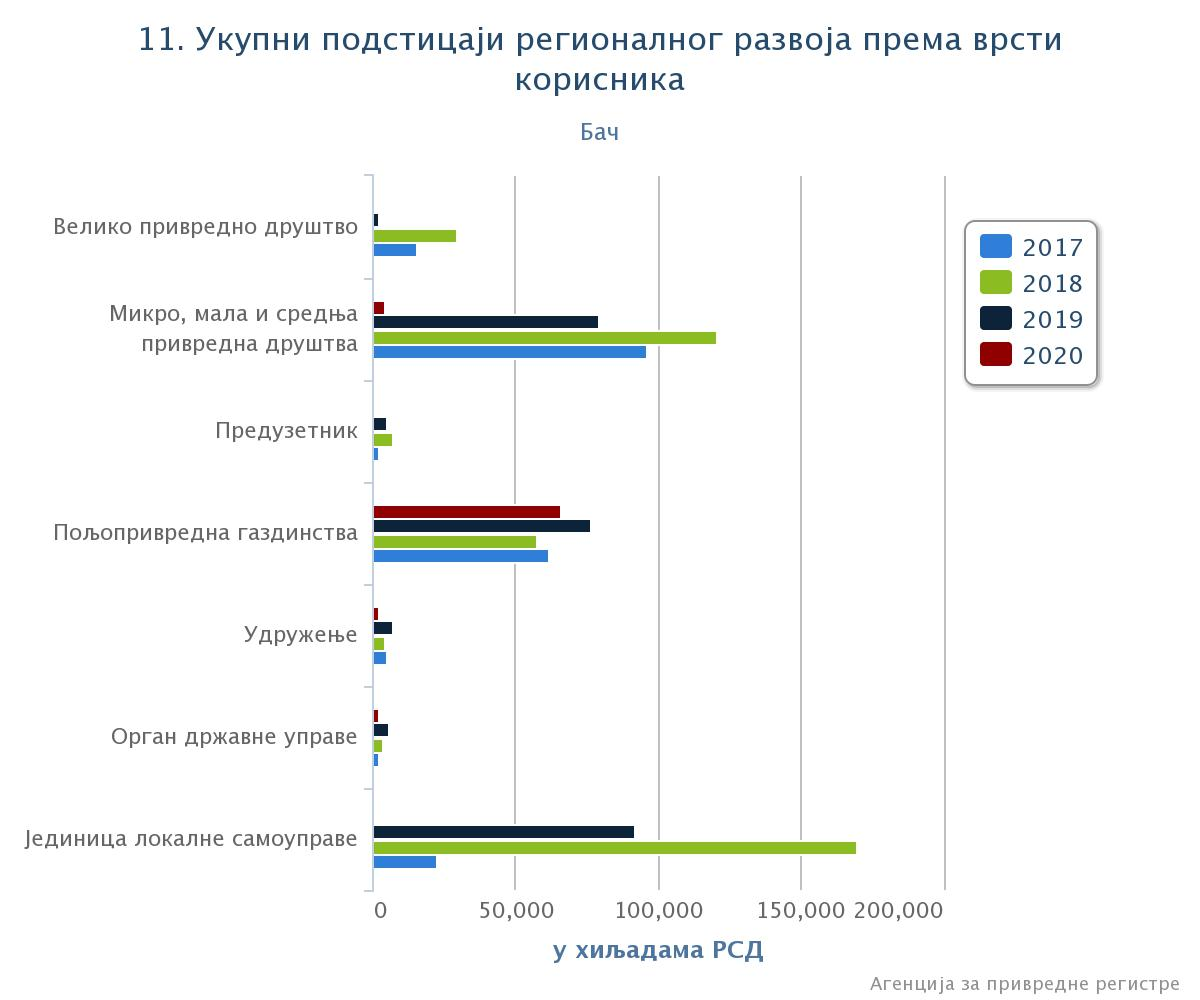 11. Укупни подстицаји регионалног развоја према врсти
корисника
Бач
Велико привредно друштво
Микро, мала и средња
привредна друштва
Предузетник
Пољопривредна газдинства
Удружење
Орган државне управе
Јединица локалне самоуправе
2017
2018
2019
2020
0 50,000 100,000 150,000 200,000
у хиљадама РСД
Агенција за привредне регистре